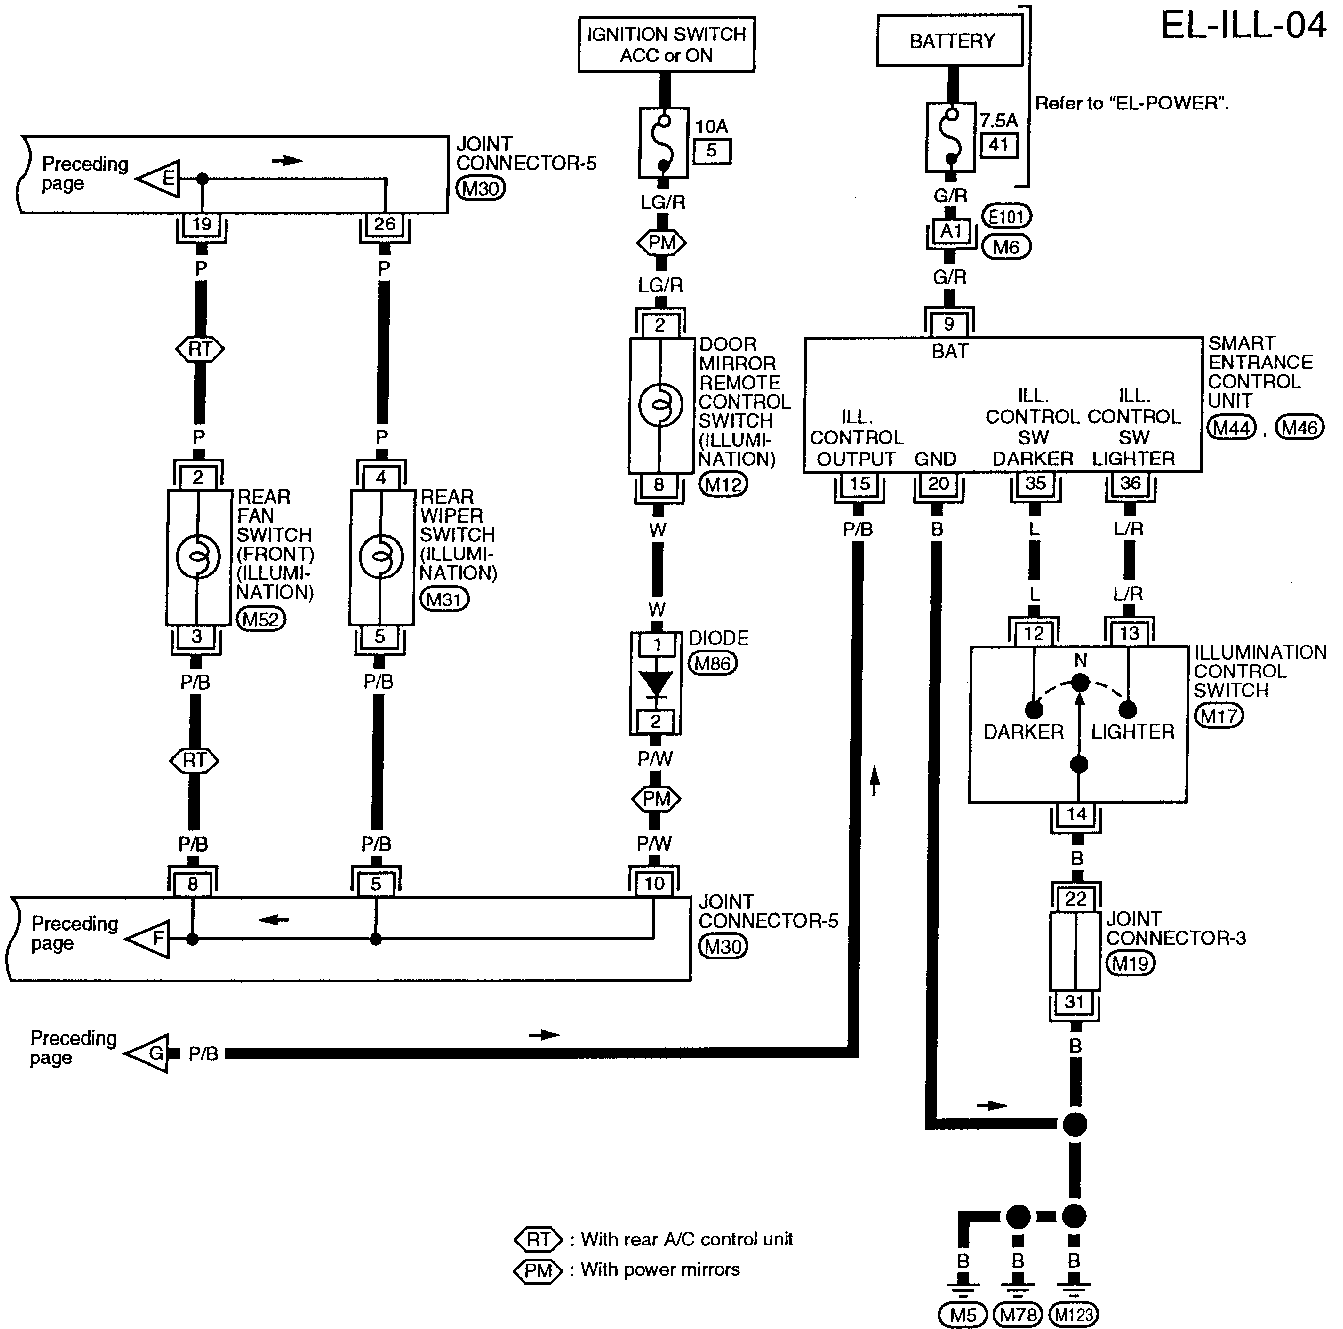 EL-ILL-04
IGNITION SWITCH
ACC or ON
BATTERY
Refer to "EL-POWER".
10A
5
7.5A
41
LG/R
PM
LG/R
G/R
A1
E101
M6
G/R
Preceding
page
E
JOINT
CONNECTOR-5
M30
19
26
P
P
RT
P
P
2
REAR
FAN
SWITCH
(FRONT)
(ILLUMI-
NATION)
M52
3
4
REAR
WIPER
SWITCH
(ILLUMI-
NATION)
M31
5
P/B
P/B
RT
P/B
P/B
8
5
2
DOOR
MIRROR
REMOTE
CONTROL
SWITCH
(ILLUMI-
NATION)
M12
8
W
W
1
DIODE
M86
2
P/W
PM
P/W
10
Preceding
page
F
JOINT
CONNECTOR-5
M30
Preceding
page
G
P/B
9
BAT
SMART
ENTRANCE
CONTROL
UNIT
M44 , M46
ILL.
CONTROL
OUTPUT
GND
ILL.
CONTROL
SW
DARKER
ILL.
CONTROL
SW
LIGHTER
15
20
35
36
P/B
B
L
L/R
L
L/R
12
13
N
DARKER
LIGHTER
ILLUMINATION
CONTROL
SWITCH
M17
14
B
22
JOINT
CONNECTOR-3
M19
31
B
B
B
B
M5
M78
M123
RT : With rear A/C control unit
PM : With power mirrors